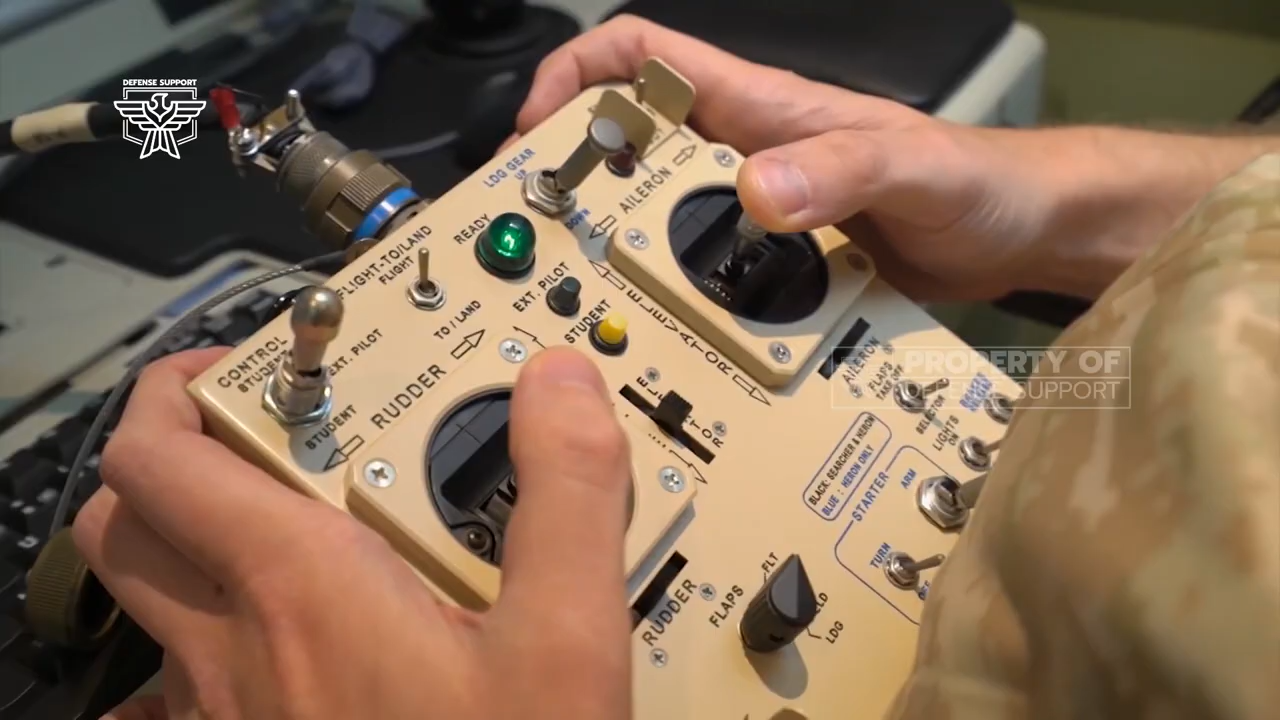 DEFENSE SUPPORT
LDG GEAR
UP
DOWN
AILERON
READY
FLIGHT-TO/LAND
FLIGHT
TO / LAND
EXT. PILOT
STUDENT
ELEVATOR
CONTROL
EXT. PILOT
STUDENT
RUDDER
AILERON
FLAPS
LIGHTS
ON
PROPERTY OF
DEFENSE SUPPORT
BLACK: SEARCHER & HERON
BLUE : HERON ONLY
STARTER
ARM
TURN
RUDDER
FLAPS
FLT
LDG